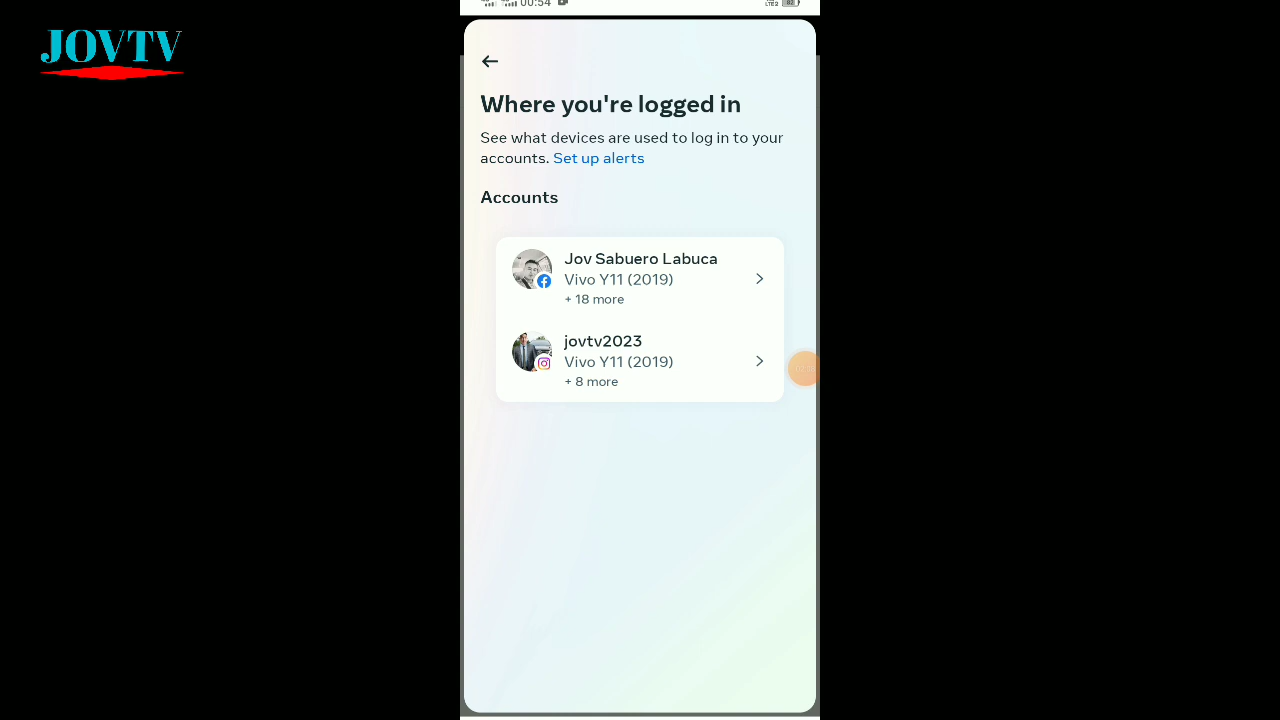 JOVTV
00:54
Where you're logged in
See what devices are used to log in to your
accounts. Set up alerts
Accounts
Jov Sabuero Labuca
Vivo Y11 (2019)
+ 18 more
jovtv2023
Vivo Y11 (2019)
+ 8 more